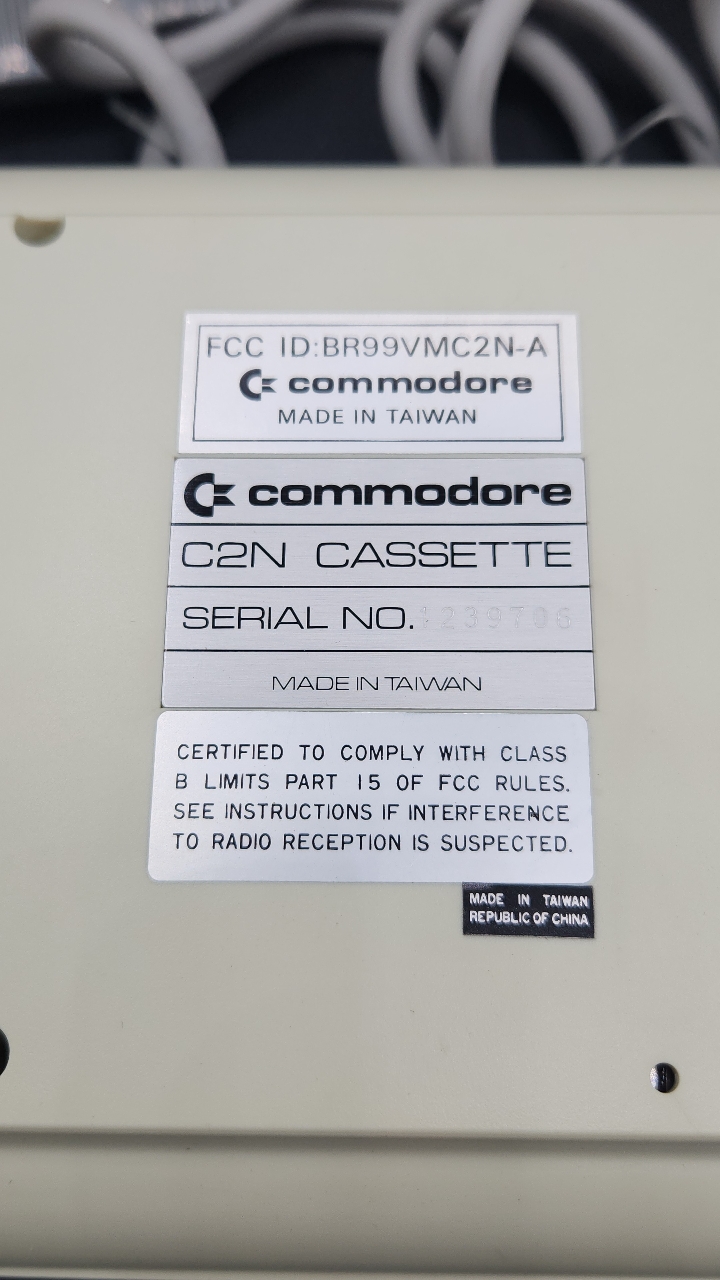 FCC ID:BR99VMC2N-A
commodore
MADE IN TAIWAN
commodore
C2N CASSETTE
SERIAL NO. 1239706
MADE IN TAIWAN
CERTIFIED TO COMPLY WITH CLASS
B LIMITS PART 15 OF FCC RULES.
SEE INSTRUCTIONS IF INTERFERENCE
TO RADIO RECEPTION IS SUSPECTED.
MADE IN TAIWAN
REPUBLIC OF CHINA